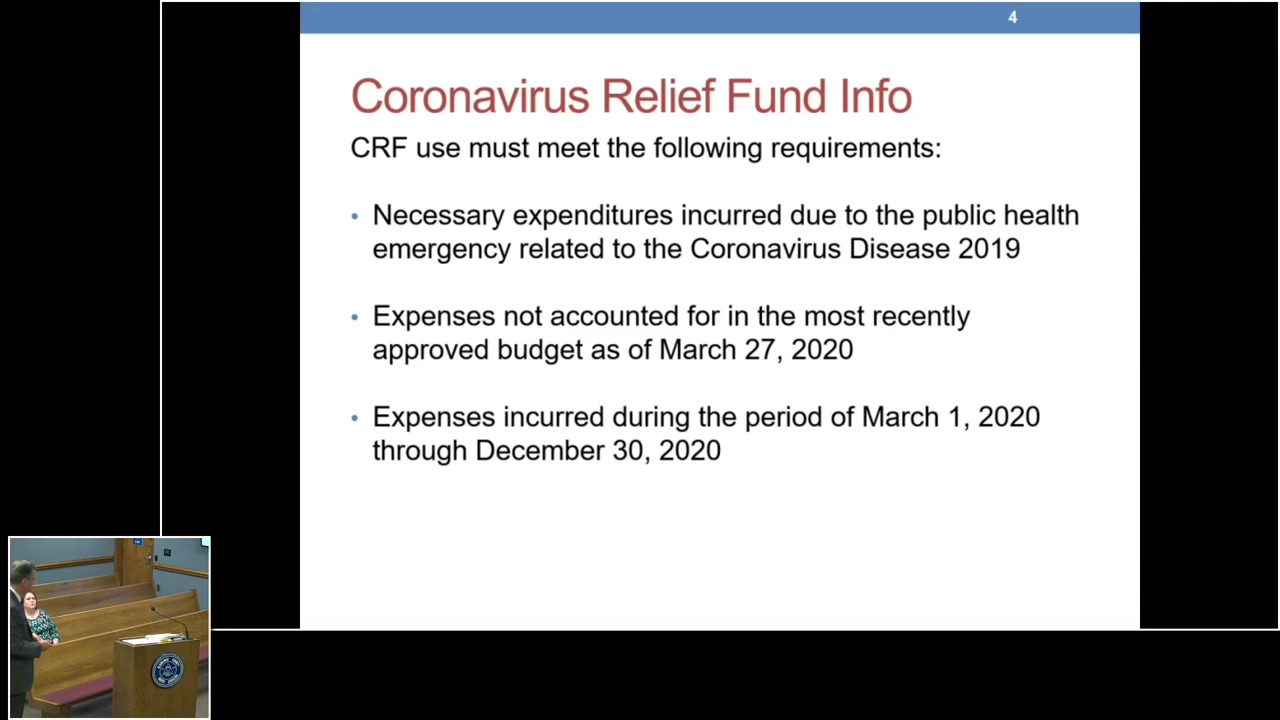 4
Coronavirus Relief Fund Info
CRF use must meet the following requirements:
• Necessary expenditures incurred due to the public health
emergency related to the Coronavirus Disease 2019
• Expenses not accounted for in the most recently
approved budget as of March 27, 2020
• Expenses incurred during the period of March 1, 2020
through December 30, 2020